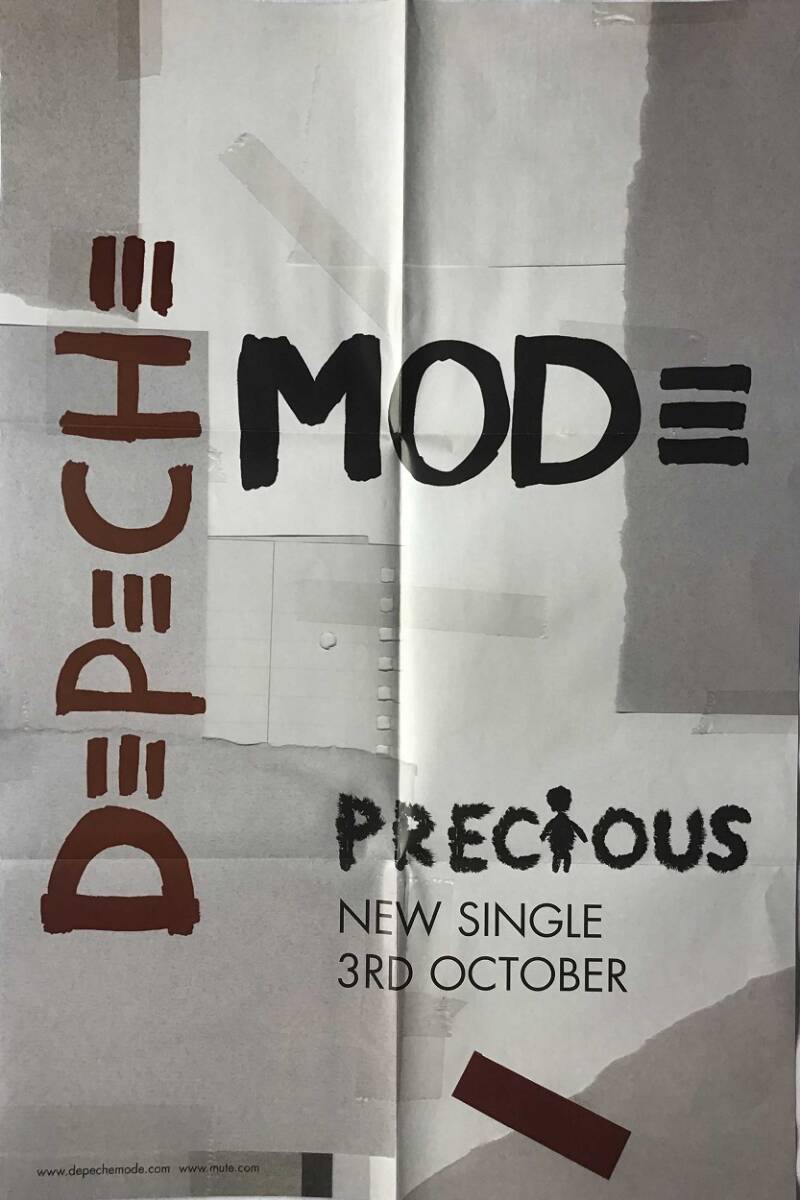 DEPECHE
MODE
PRECIOUS
NEW SINGLE
3RD OCTOBER
www.depechemode.com www.mute.com